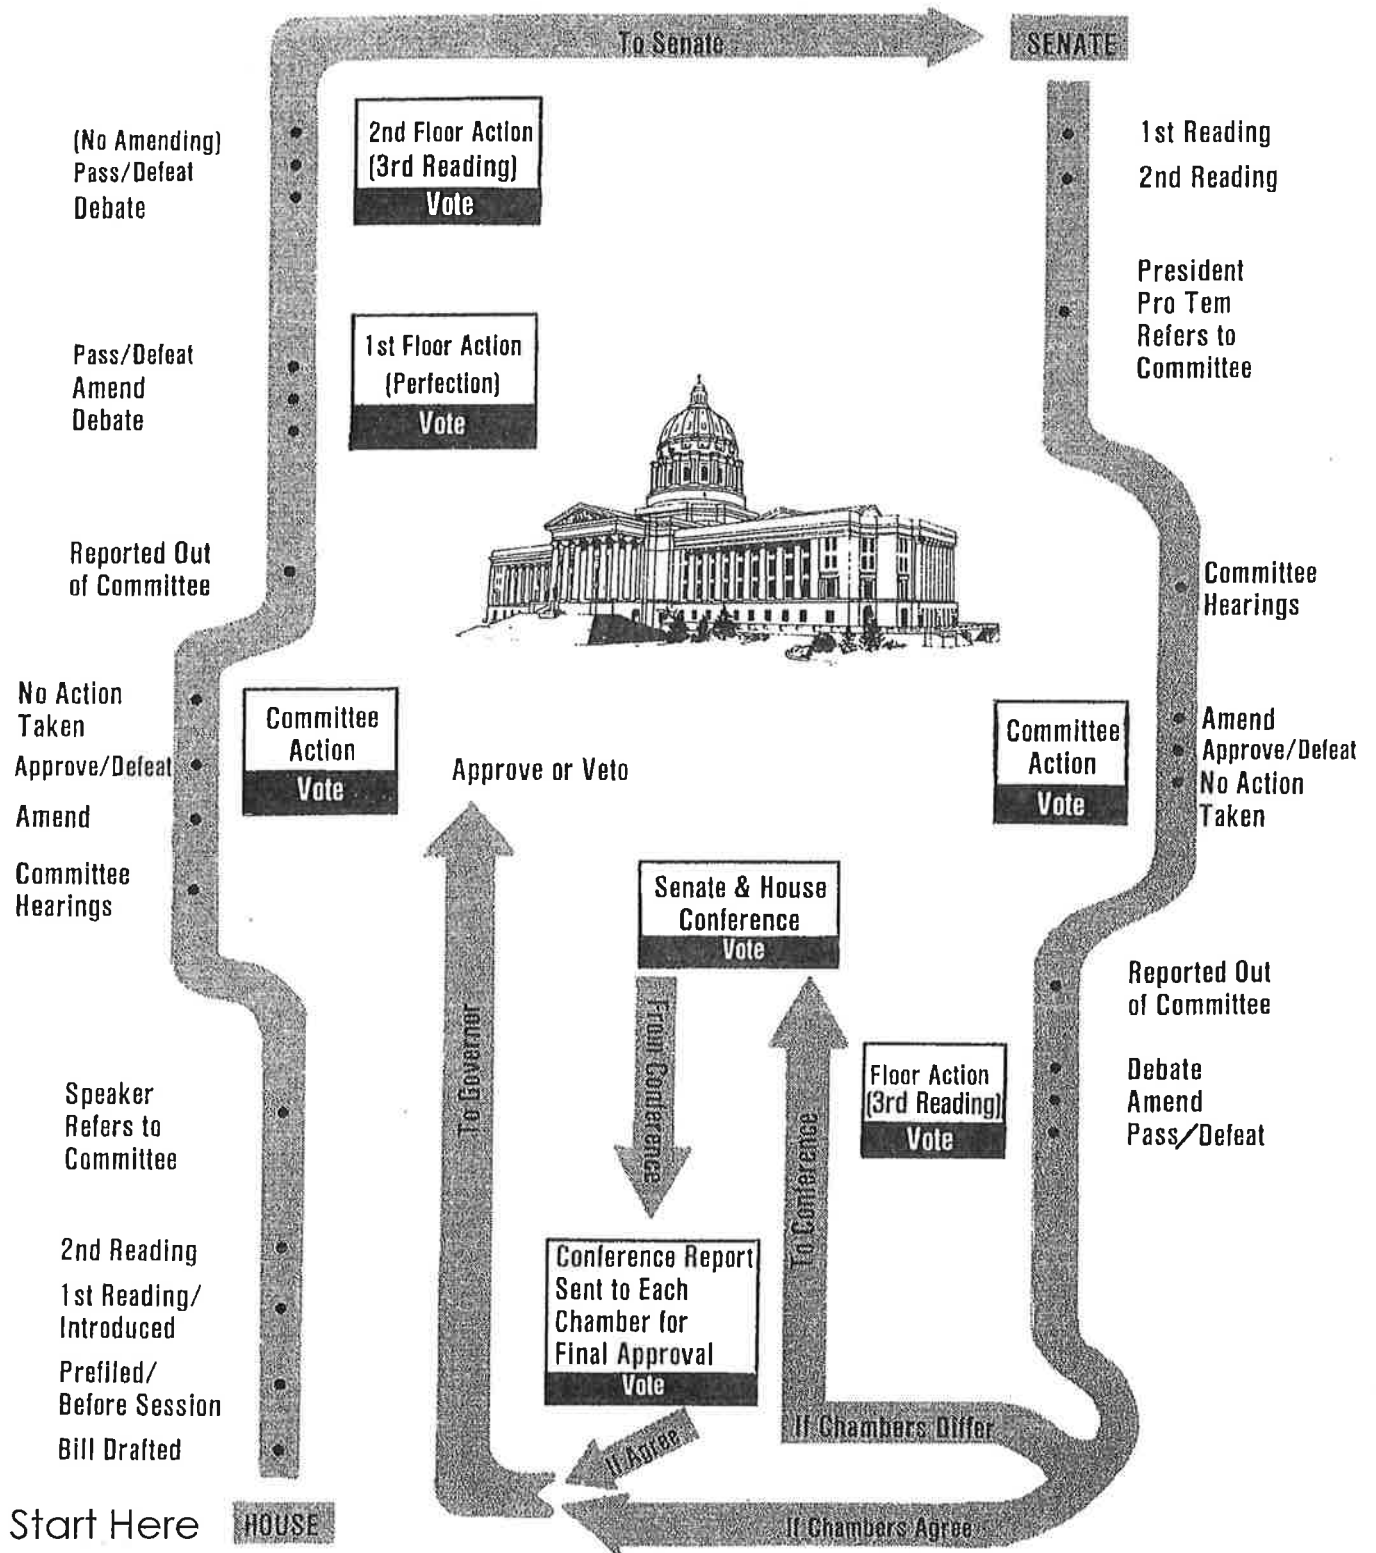 To Senate
SENATE
(No Amending)
Pass/Defeat
Debate
2nd Floor Action
(3rd Reading)
Vote
1st Reading
2nd Reading
President
Pro Tem
Refers to
Committee
Pass/Defeat
Amend
Debate
1st Floor Action
(Perfection)
Vote
Reported Out
of Committee
Committee
Hearings
No Action
Taken
Approve/Defeat
Amend
Committee
Hearings
Committee
Action
Vote
Approve or Veto
Committee
Action
Vote
Amend
Approve/Defeat
No Action
Taken
Senate & House
Conference
Vote
Reported Out
of Committee
To Governor
From Conference
To Conference
Floor Action
(3rd Reading)
Vote
Debate
Amend
Pass/Defeat
Speaker
Refers to
Committee
2nd Reading
1st Reading/
Introduced
Prefiled/
Before Session
Bill Drafted
Conference Report
Sent to Each
Chamber for
Final Approval
Vote
If Agree
If Chambers Differ
If Chambers Agree
Start Here
HOUSE